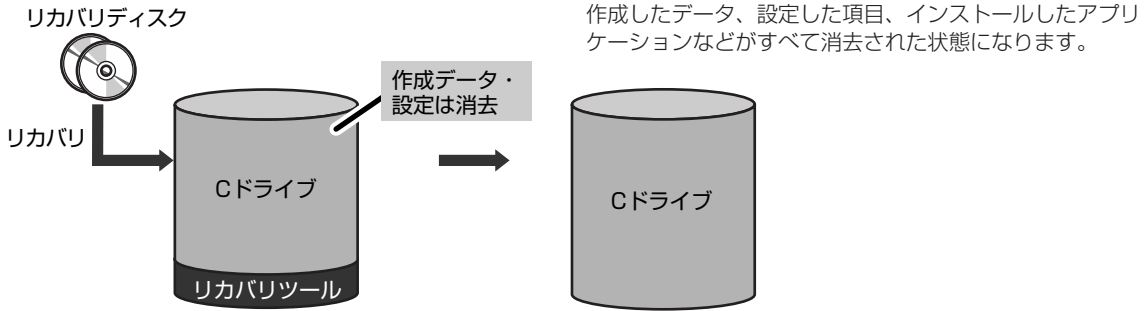 リカバリディスク
作成したデータ、設定した項目、インストールしたアプリ
ケーションなどがすべて消去された状態になります。
作成データ・
設定は消去
リカバリ
Cドライブ
Cドライブ
リカバリツール